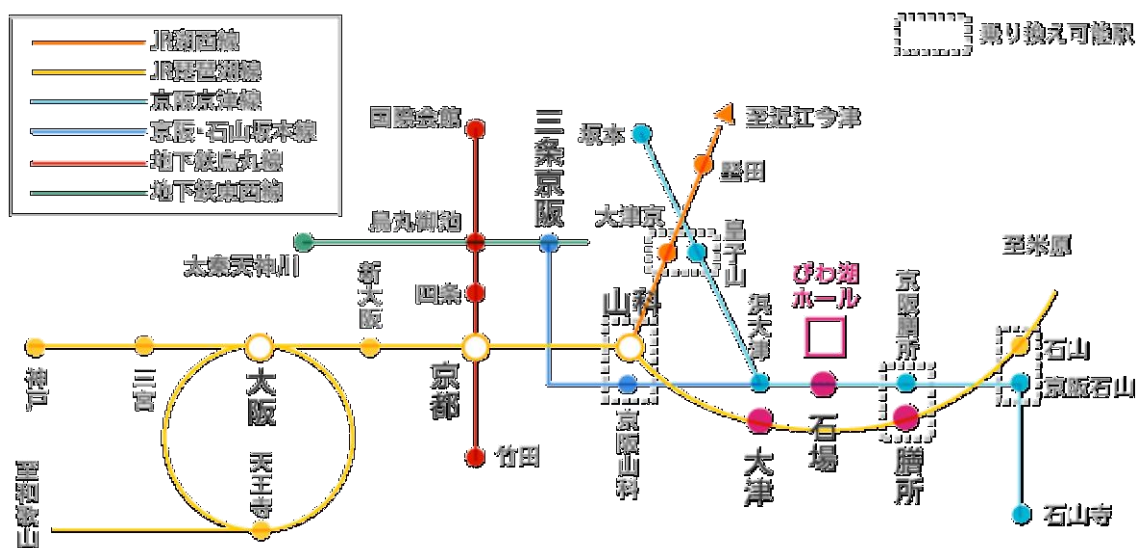 JR湖西線
JR琵琶湖線
京阪京津線
京阪・石山坂本線
地下鉄烏丸線
地下鉄東西線
乗り換え可能駅
国際会館
三条京阪
坂本
至近江今津
堅田
烏丸御池
大津京
皇子山
太秦天神川
新大阪
四条
山科
浜大津
びわ湖
ホール
京阪膳所
至米原
神戸
三宮
大阪
京都
石山
京阪石山
京阪山科
石場
大津
膳所
竹田
天王寺
至和歌山
石山寺